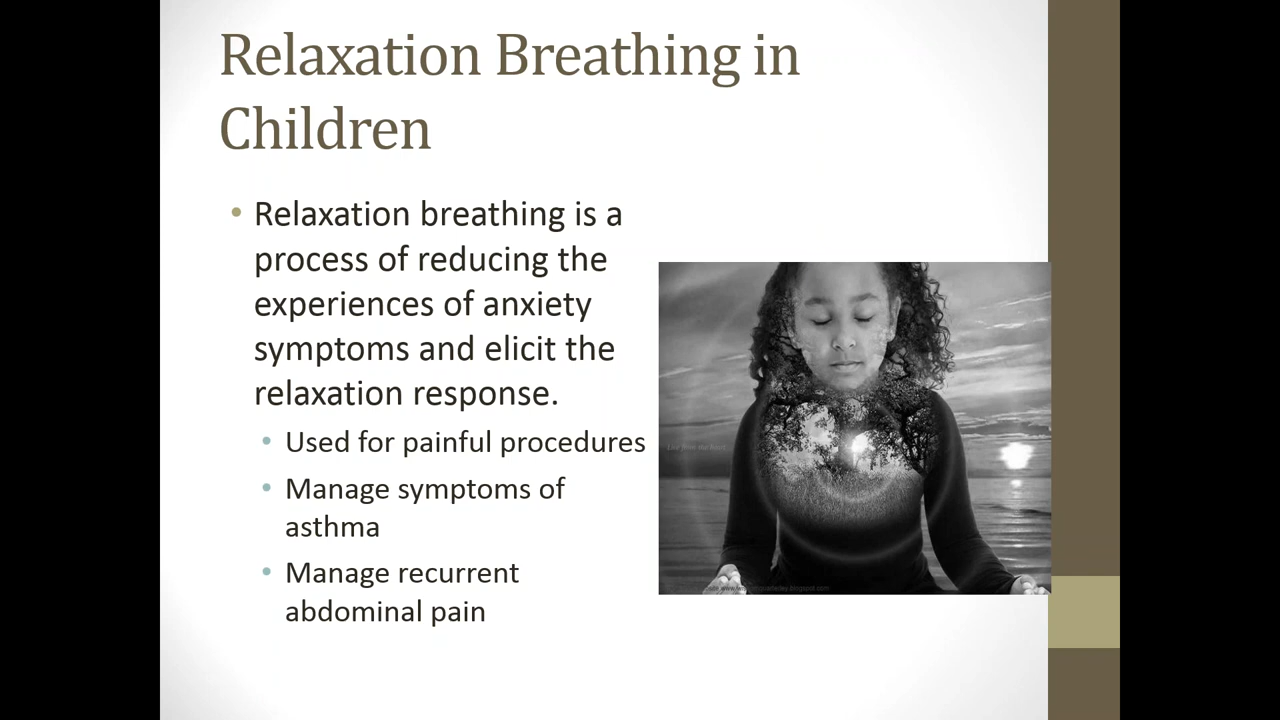 Relaxation Breathing in
Children
• Relaxation breathing is a
process of reducing the
experiences of anxiety
symptoms and elicit the
relaxation response.
• Used for painful procedures
• Manage symptoms of
asthma
• Manage recurrent
abdominal pain